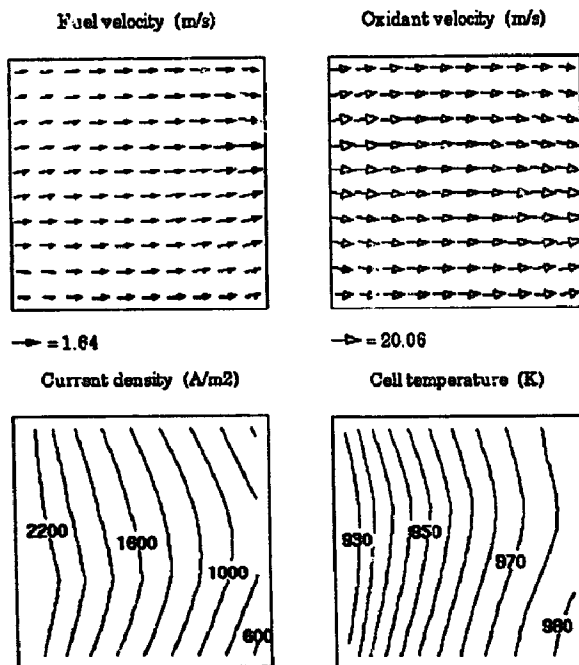 Fuel velocity (m/s)
Oxidant velocity (m/s)
=1.64
=20.06
Current density (A/m2)
Cell temperature (K)
2200
1600
1000
600
930
950
970
980